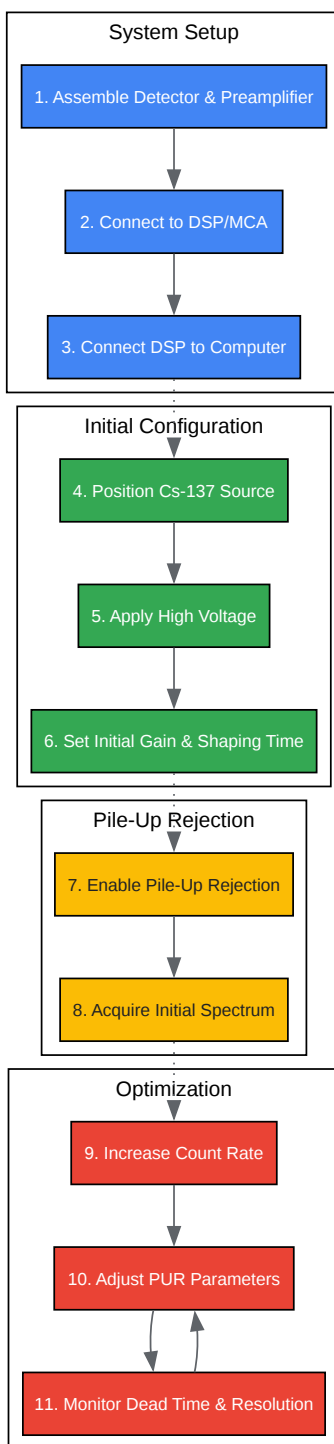 System Setup
1. Assemble Detector & Preamplifier
2. Connect to DSP/MCA
3. Connect DSP to Computer
Initial Configuration
4. Position Cs-137 Source
5. Apply High Voltage
6. Set Initial Gain & Shaping Time
Pile-Up Rejection
7. Enable Pile-Up Rejection
8. Acquire Initial Spectrum
Optimization
9. Increase Count Rate
10. Adjust PUR Parameters
11. Monitor Dead Time & Resolution